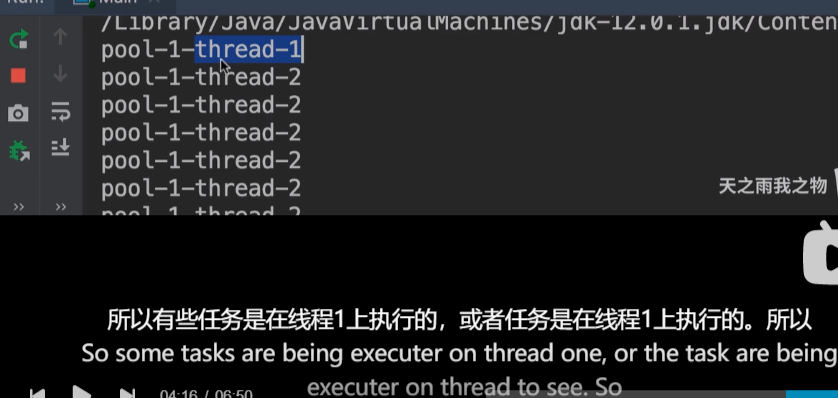 Run:
Main
/Library/Java/JavaVirtualMachines/jdk-12.0.1.jdk/Conten
pool-1-thread-1
pool-1-thread-2
pool-1-thread-2
pool-1-thread-2
pool-1-thread-2
pool-1-thread-2
pool-1-thread-2
天之雨我之物
所以有些任务是在线程1上执行的，或者任务是在线程1上执行的。所以
So some tasks are being executer on thread one, or the task are being
executer on thread to see. So
04:16 / 06:50